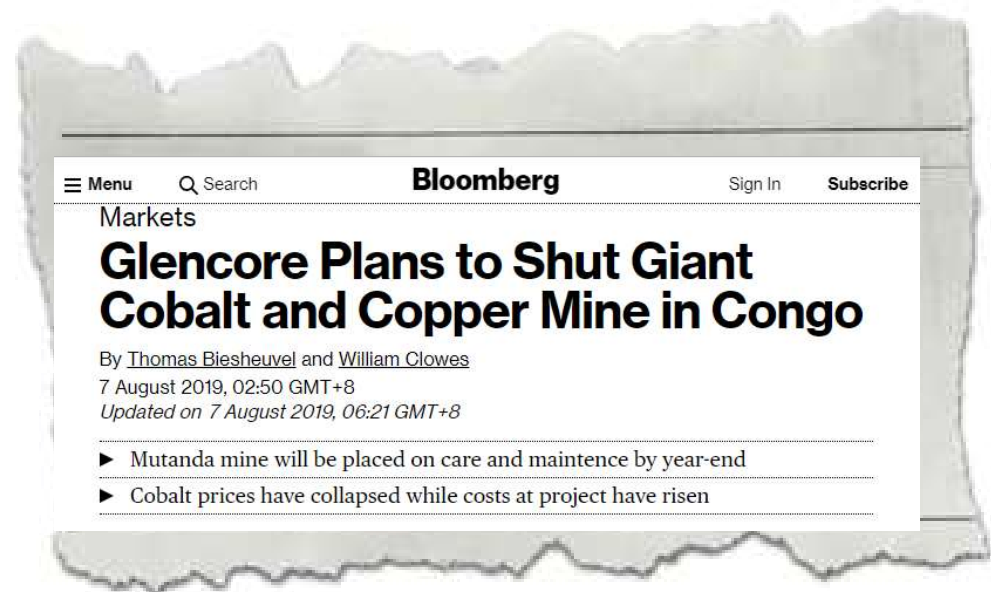 Menu Search Bloomberg Sign In Subscribe
Markets
Glencore Plans to Shut Giant
Cobalt and Copper Mine in Congo
By Thomas Biesheuvel and William Clowes
7 August 2019, 02:50 GMT+8
Updated on 7 August 2019, 06:21 GMT+8
► Mutanda mine will be placed on care and maintence by year-end
► Cobalt prices have collapsed while costs at project have risen